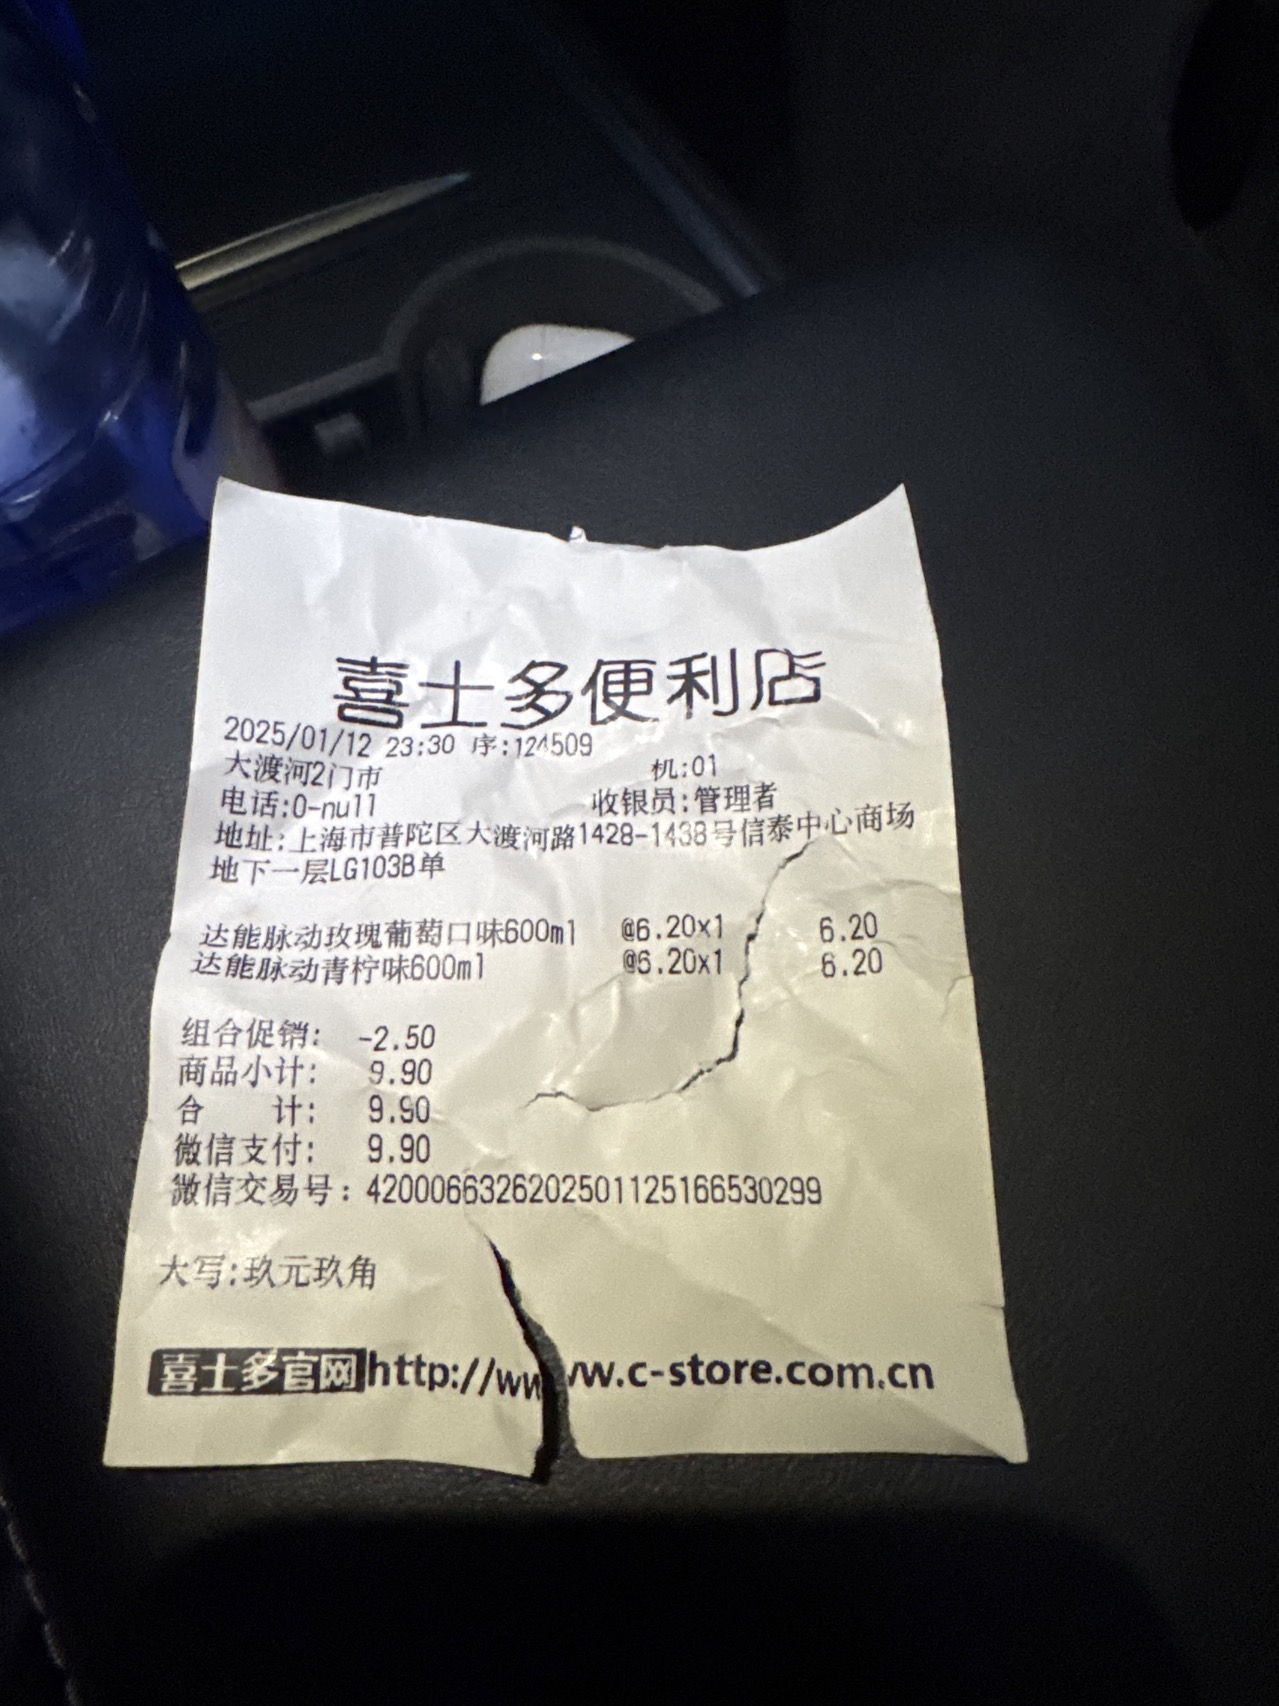 喜士多便利店
2025/01/12 23:30 序:124509
大渡河2门市 机:01
电话:0-null 收银员:管理者
地址:上海市普陀区大渡河路1428-1438号信泰中心商场
地下一层LG103B单
达能脉动玫瑰葡萄口味600ml @6.20x1 6.20
达能脉动青柠味600ml @6.20x1 6.20
组合促销: -2.50
商品小计: 9.90
合 计: 9.90
微信支付: 9.90
微信交易号: 4200066326202501125166530299
大写:玖元玖角
喜士多官网http://www.c-store.com.cn